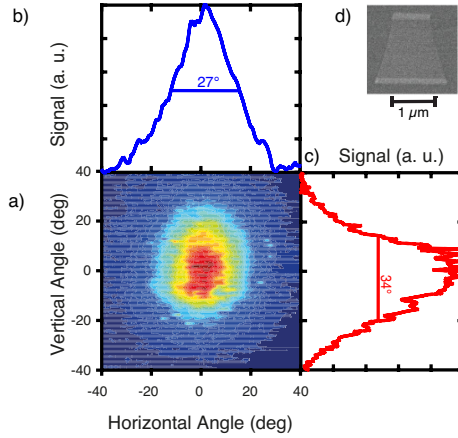 b)
Signal (a. u.)
27°
d)
1 µm
c)
Signal (a. u.)
34°
a)
Vertical Angle (deg)
40
20
0
-20
-40
-40
-20
0
20
40
Horizontal Angle (deg)